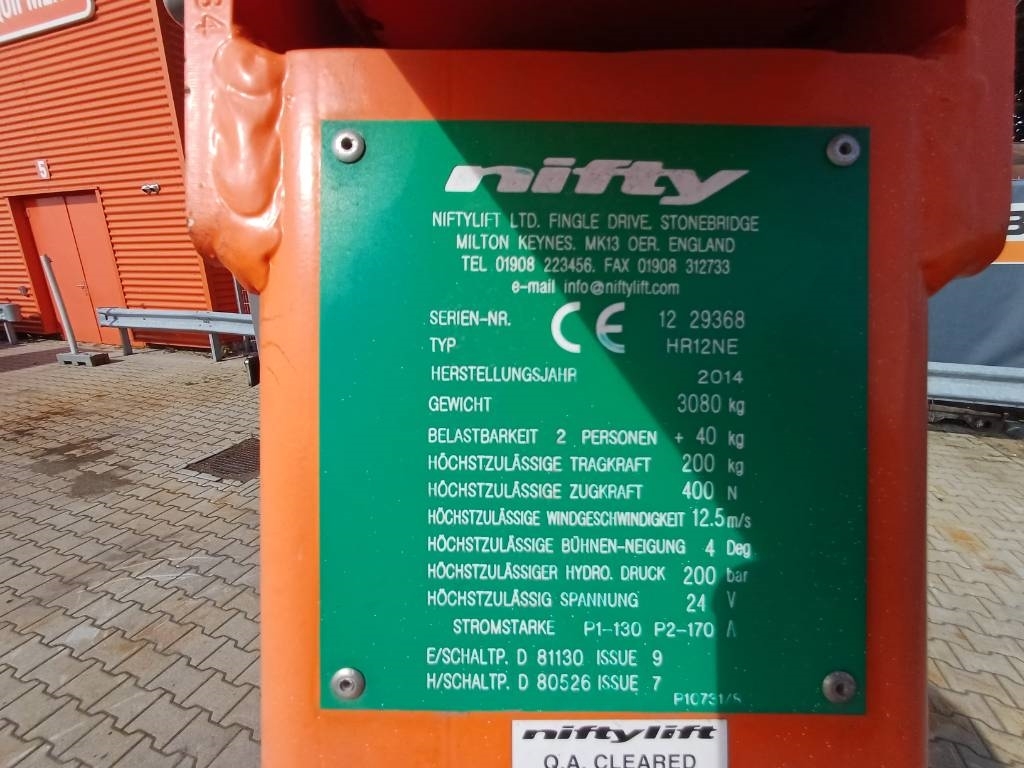 5
nifty
NIFTYLIFT LTD. FINGLE DRIVE. STONEBRIDGE
MILTON KEYNES. MK13 OER. ENGLAND
TEL 01908 223456. FAX 01908 312733
e-mail info@niftylift.com
SERIEN-NR. CE 12 29368
TYP HR12NE
HERSTELLUNGSJAHR 2014
GEWICHT 3080 kg
BELASTBARKEIT 2 PERSONEN + 40 kg
HÖCHSTZULÄSSIGE TRAGKRAFT 200 kg
HÖCHSTZULÄSSIGE ZUGKRAFT 400 N
HÖCHSTZULÄSSIGE WINDGESCHWINDIGKEIT 12.5 m/s
HÖCHSTZULÄSSIGE BÜHNEN-NEIGUNG 4 Deg
HÖCHSTZULÄSSIGER HYDRO. DRUCK 200 bar
HÖCHSTZULÄSSIG SPANNUNG 24 V
STROMSTARKE P1-130 P2-170 A
E/SCHALTP. D 81130 ISSUE 9
H/SCHALTP. D 80526 ISSUE 7
niftylift
Q.A. CLEARED